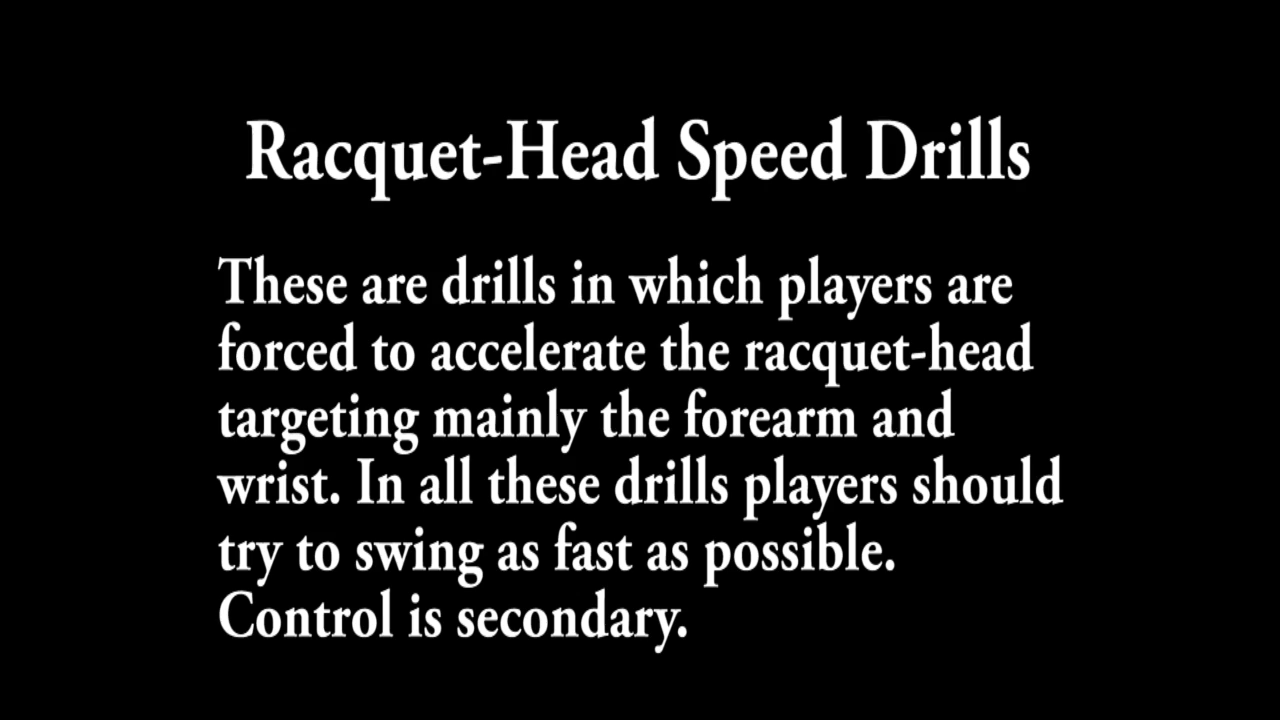 Racquet-Head Speed Drills
These are drills in which players are
forced to accelerate the racquet-head
targeting mainly the forearm and
wrist. In all these drills players should
try to swing as fast as possible.
Control is secondary.